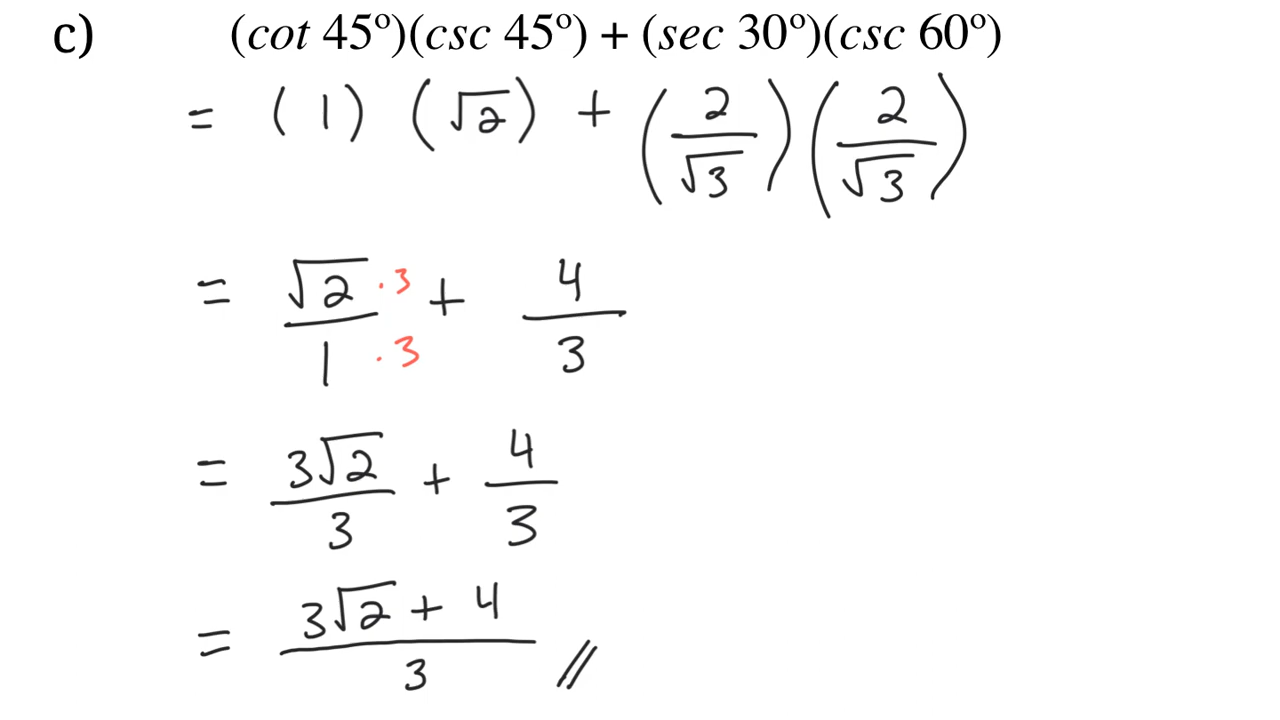 c) (cot 45º)(csc 45º) + (sec 30º)(csc 60º)
= (1) (√2) + (2/√3)(2/√3)
= √2/1 · 3 / · 3 + 4/3
= 3√2/3 + 4/3
= (3√2 + 4)/3 //